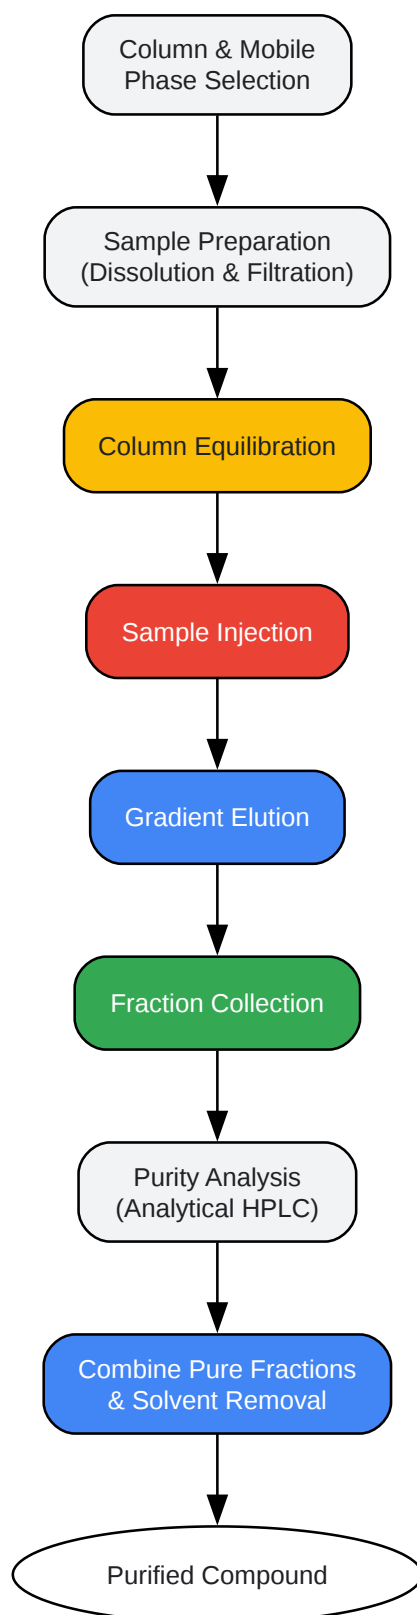 Column & Mobile
Phase Selection
Sample Preparation
(Dissolution & Filtration)
Column Equilibration
Sample Injection
Gradient Elution
Fraction Collection
Purity Analysis
(Analytical HPLC)
Combine Pure Fractions
& Solvent Removal
Purified Compound